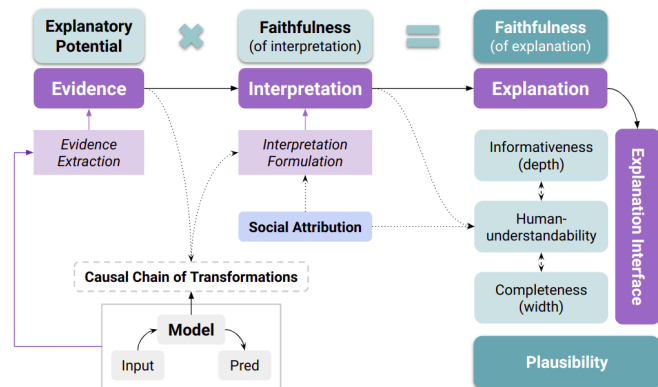 Explanatory
Potential
Faithfulness
(of interpretation)
Faithfulness
(of explanation)
Evidence
Interpretation
Explanation
Evidence
Extraction
Interpretation
Formulation
Informativeness
(depth)
Social Attribution
Human-
understandability
Explanation Interface
Causal Chain of Transformations
Completeness
(width)
Model
Input
Pred
Plausibility